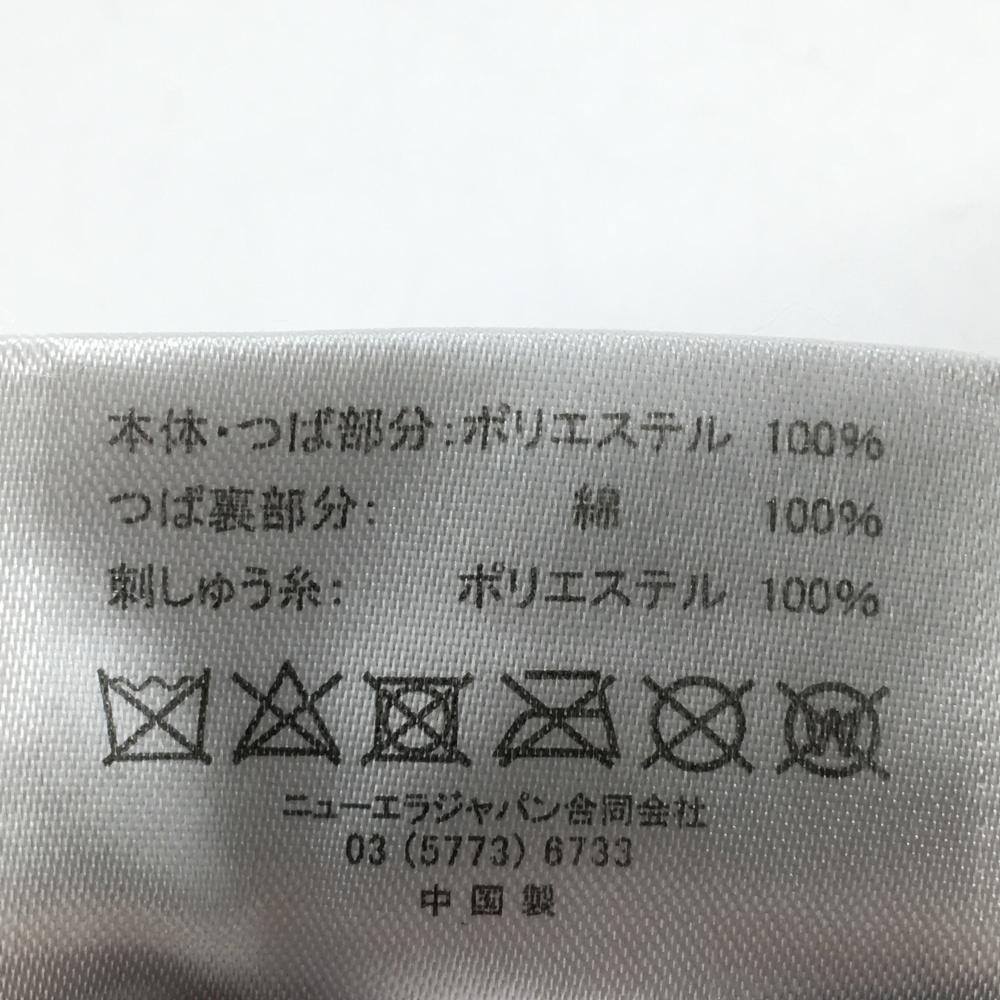 本体・つば部分:ポリエステル 100%
つば裏部分: 綿 100%
刺しゅう糸: ポリエステル 100%
ニューエラジャパン合同会社
03 (5773) 6733
中国製